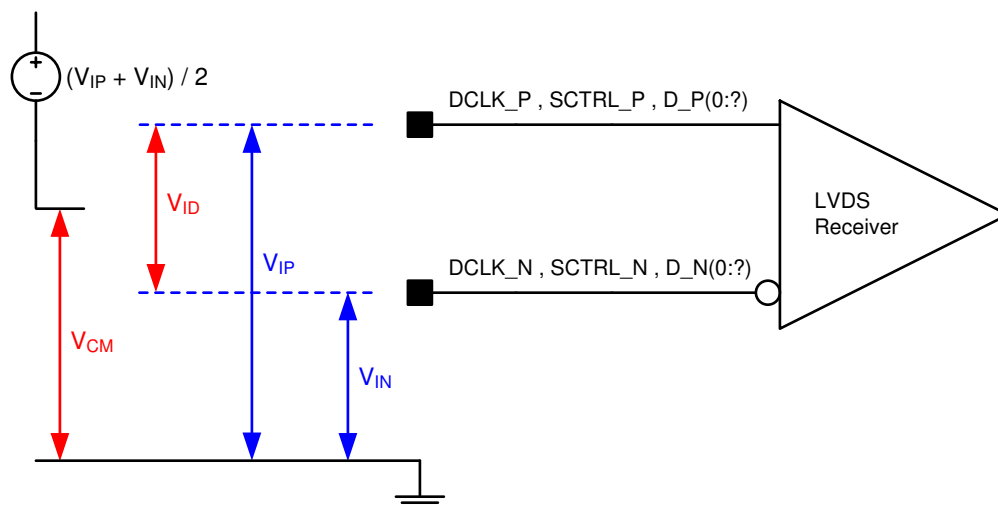 (VIP + VIN) / 2
DCLK_P , SCTRL_P , D_P(0:?)
VID
LVDS
Receiver
VIP
DCLK_N , SCTRL_N , D_N(0:?)
VCM
VIN